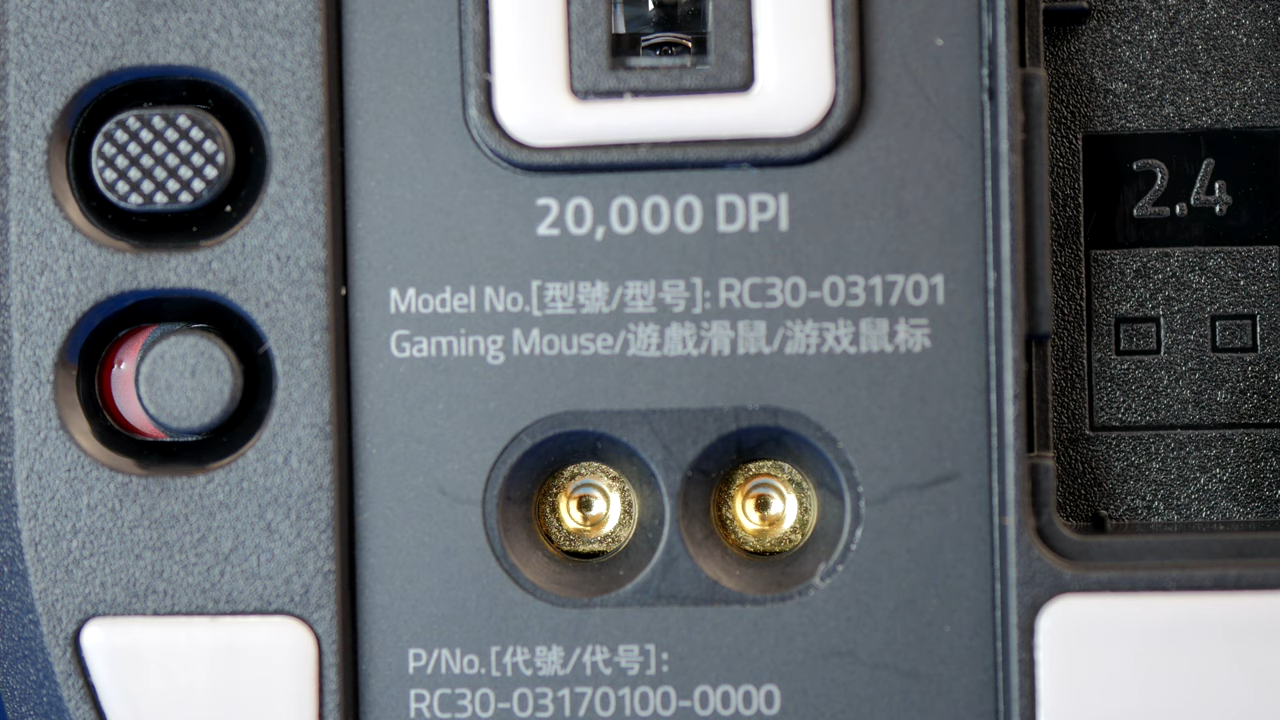 20,000 DPI
2.4
Model No.[型號/型号]: RC30-031701
Gaming Mouse/遊戲滑鼠/游戏鼠标
P/No.[代號/代号]:
RC30-03170100-0000